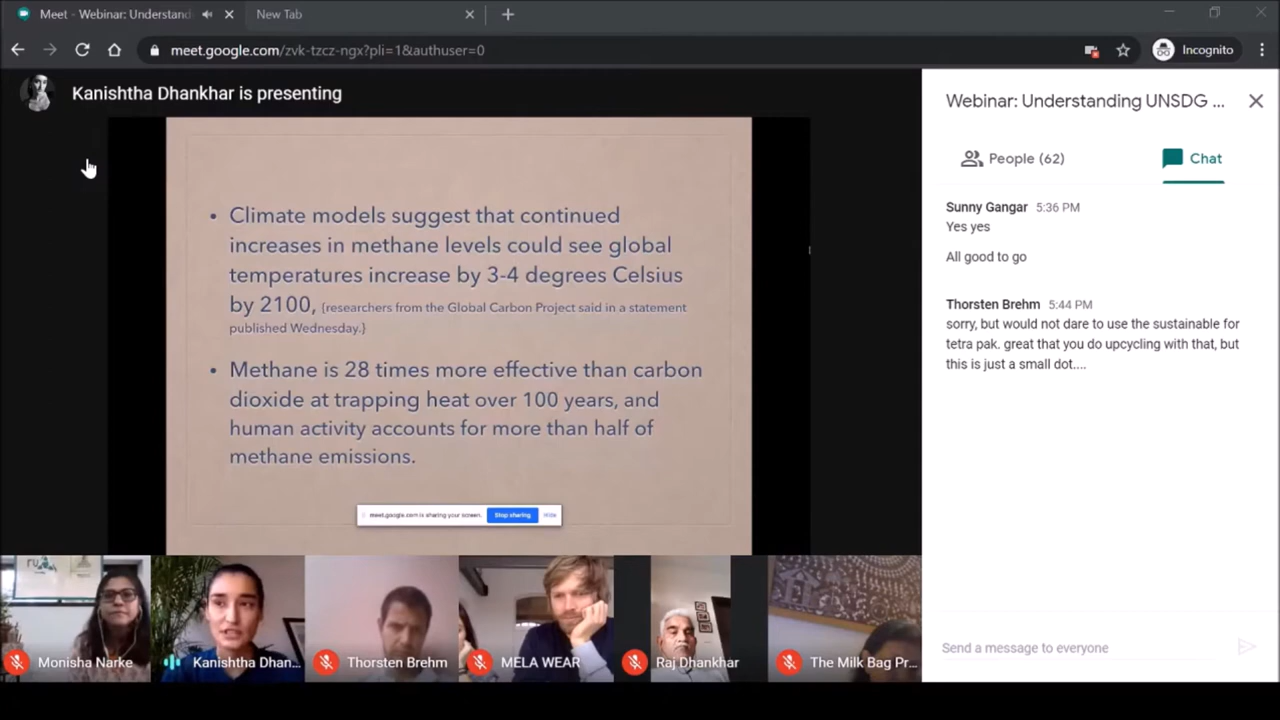 Meet - Webinar: Understand
New Tab
meet.google.com/zvk-tzcz-ngx?pli=1&authuser=0
Incognito
Kanishtha Dhankhar is presenting
• Climate models suggest that continued
increases in methane levels could see global
temperatures increase by 3-4 degrees Celsius
by 2100, {researchers from the Global Carbon Project said in a statement
published Wednesday.}
• Methane is 28 times more effective than carbon
dioxide at trapping heat over 100 years, and
human activity accounts for more than half of
methane emissions.
meet.google.com is sharing your screen. Stop sharing Hide
Monisha Narke
Kanishtha Dhan...
Thorsten Brehm
MELA WEAR
Raj Dhankhar
The Milk Bag Pr...
Webinar: Understanding UNSDG ...
People (62)
Chat
Sunny Gangar 5:36 PM
Yes yes
All good to go
Thorsten Brehm 5:44 PM
sorry, but would not dare to use the sustainable for
tetra pak. great that you do upcycling with that, but
this is just a small dot....
Send a message to everyone